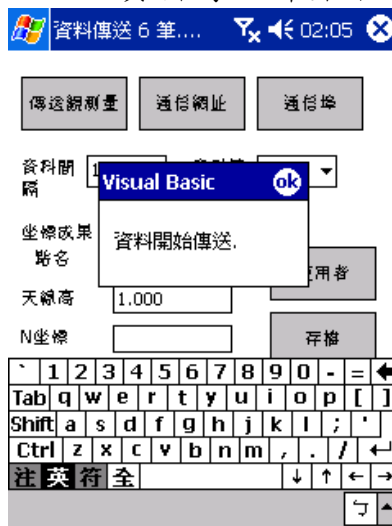 資料傳送 6 筆.... 2:05
傳送觀測量 通信網址 通信埠
資料間隔 1
Visual Basic ok
資料開始傳送.
坐標成果
點名
用者
天線高 1.000
N坐標 存檔
` 1 2 3 4 5 6 7 8 9 0 - =
Tab q w e r t y u i o p [ ]
Shift a s d f g h j k l ; '
Ctrl z x c v b n m , . /
注 英 符 全
ㄅ